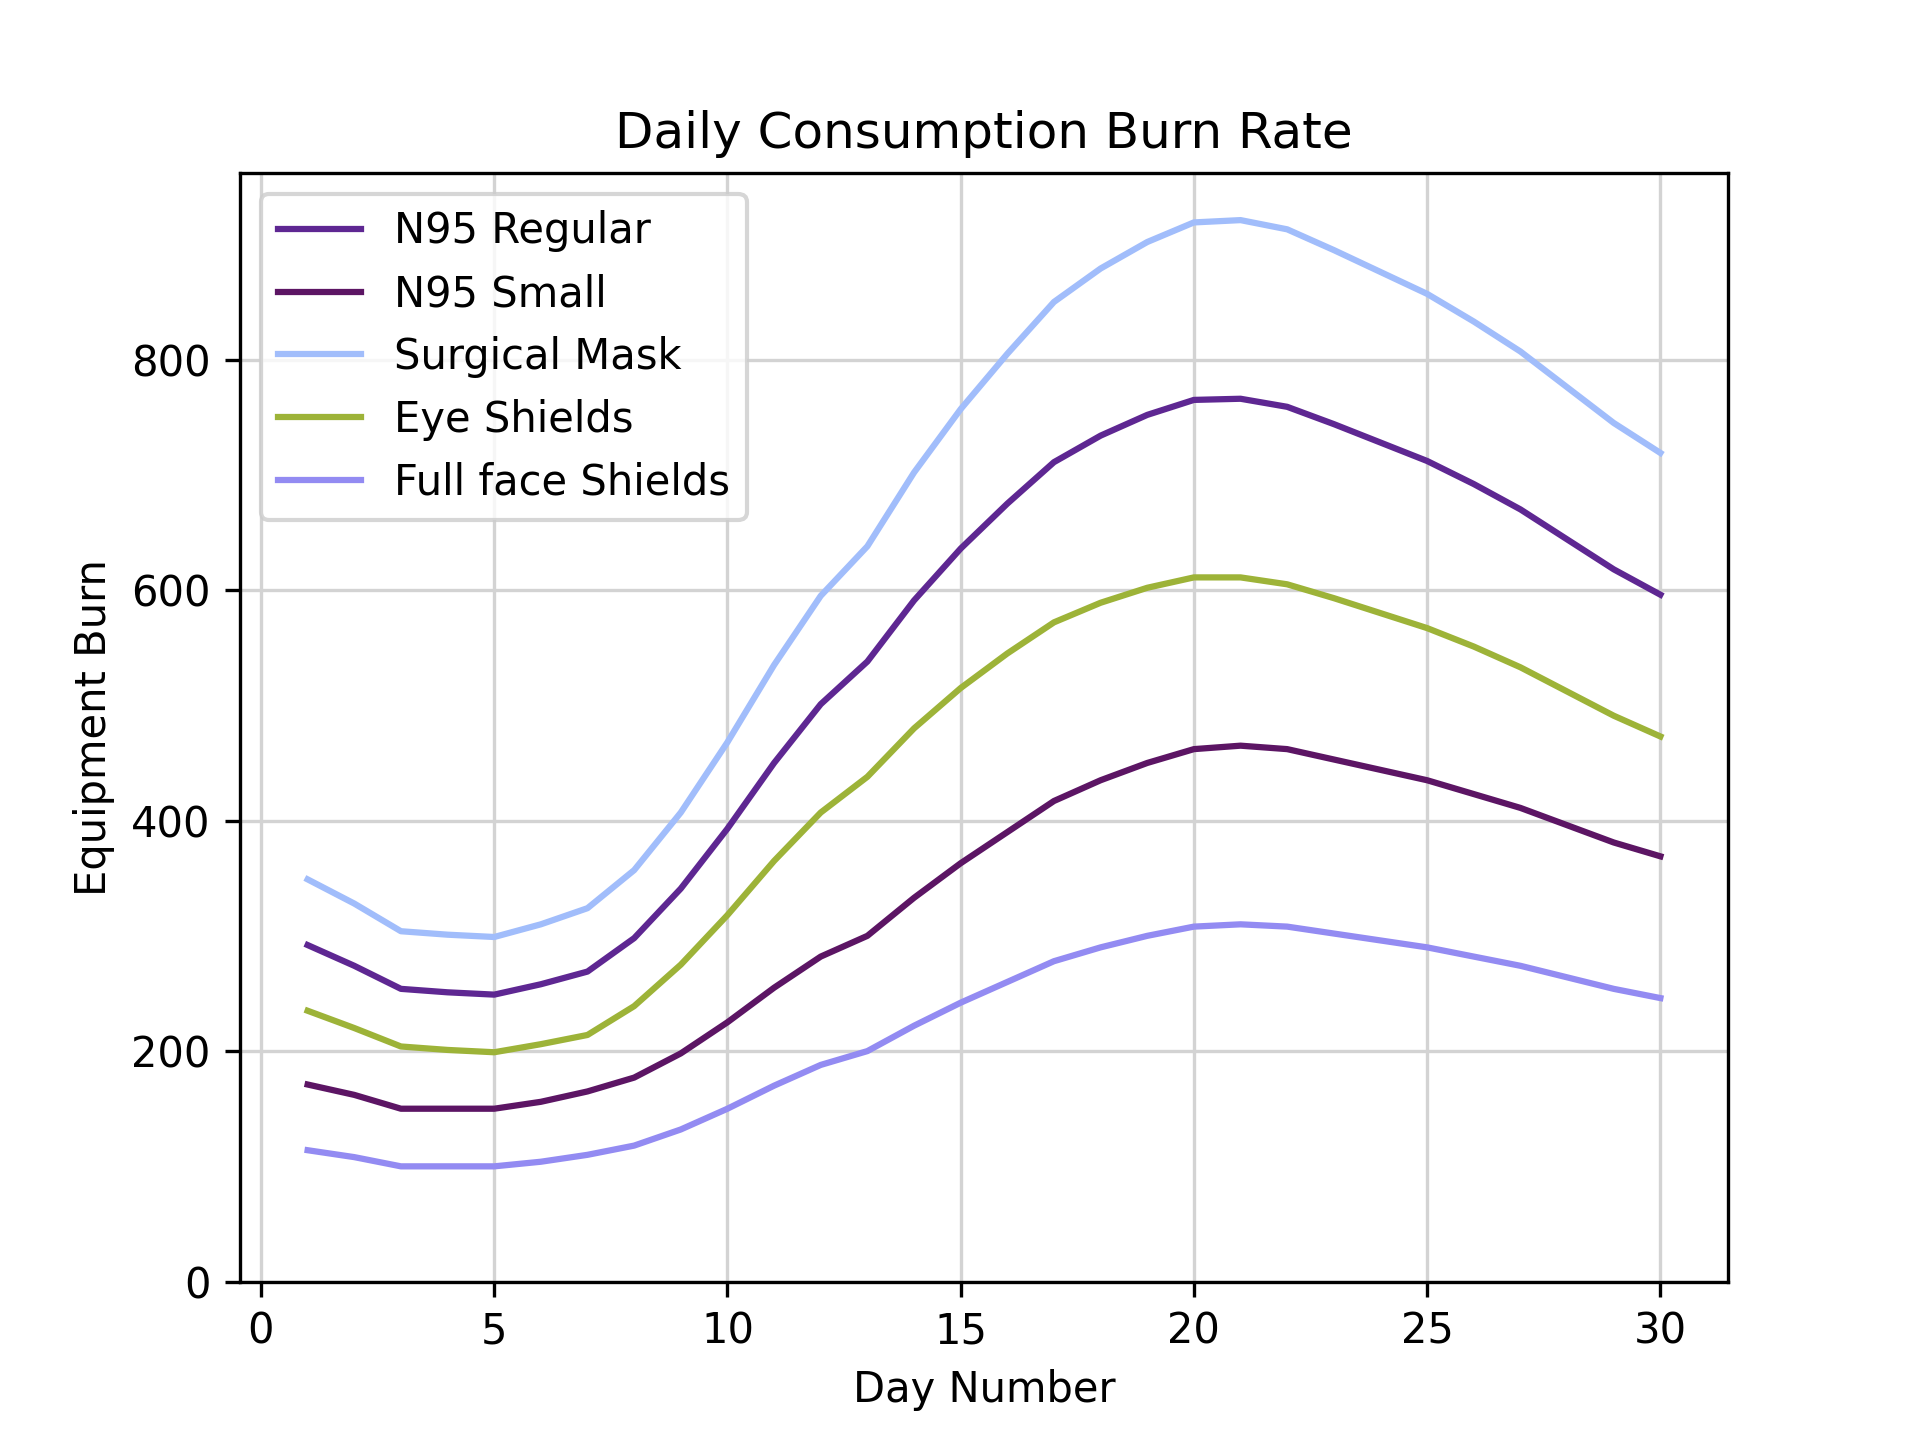 Daily Consumption Burn Rate
N95 Regular
N95 Small
Surgical Mask
Eye Shields
Full face Shields
Equipment Burn
800
600
400
200
0
0 5 10 15 20 25 30
Day Number